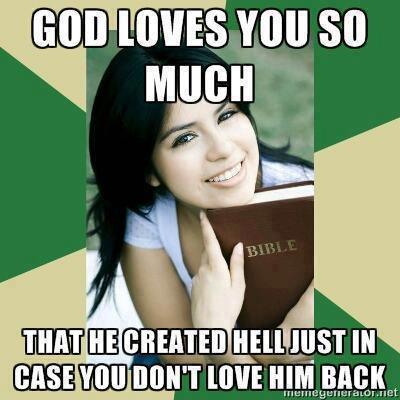 GOD LOVES YOU SO
MUCH
BIBLE
THAT HE CREATED HELL JUST IN
CASE YOU DON'T LOVE HIM BACK
memegenerator.net